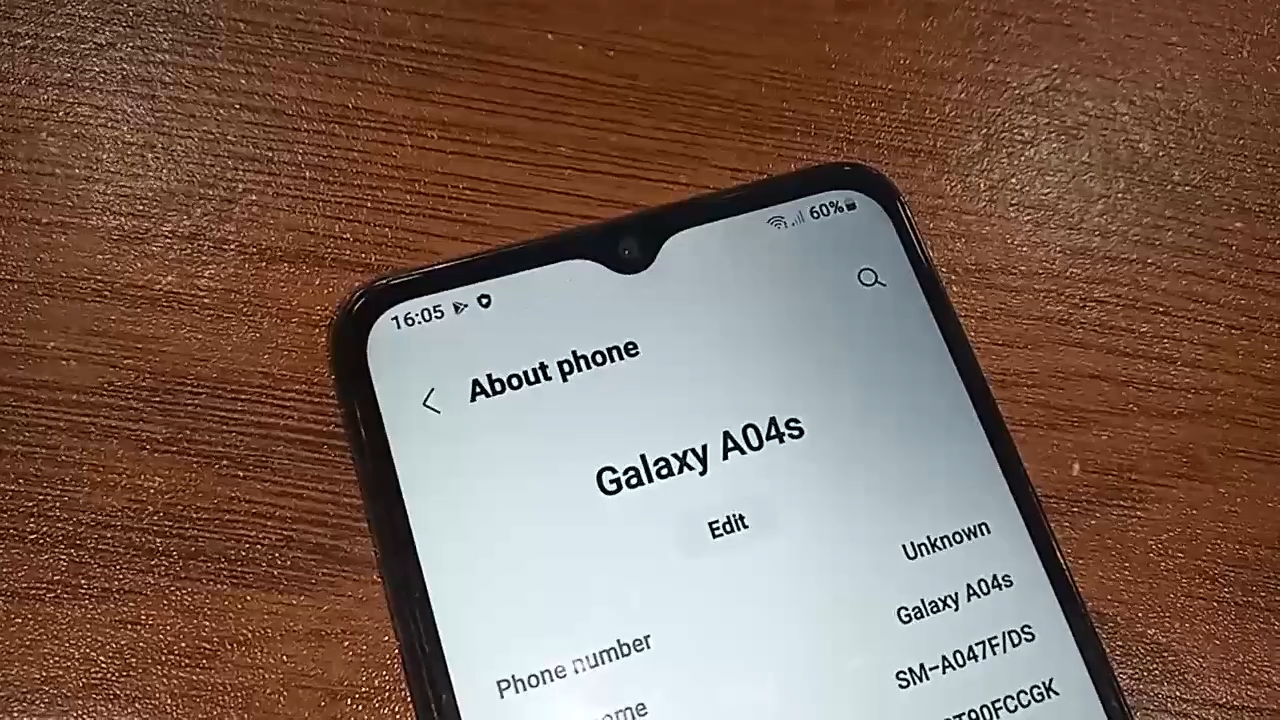 16:05 60%
About phone
Galaxy A04s
Edit
Phone number Unknown
Galaxy A04s
SM-A047F/DS